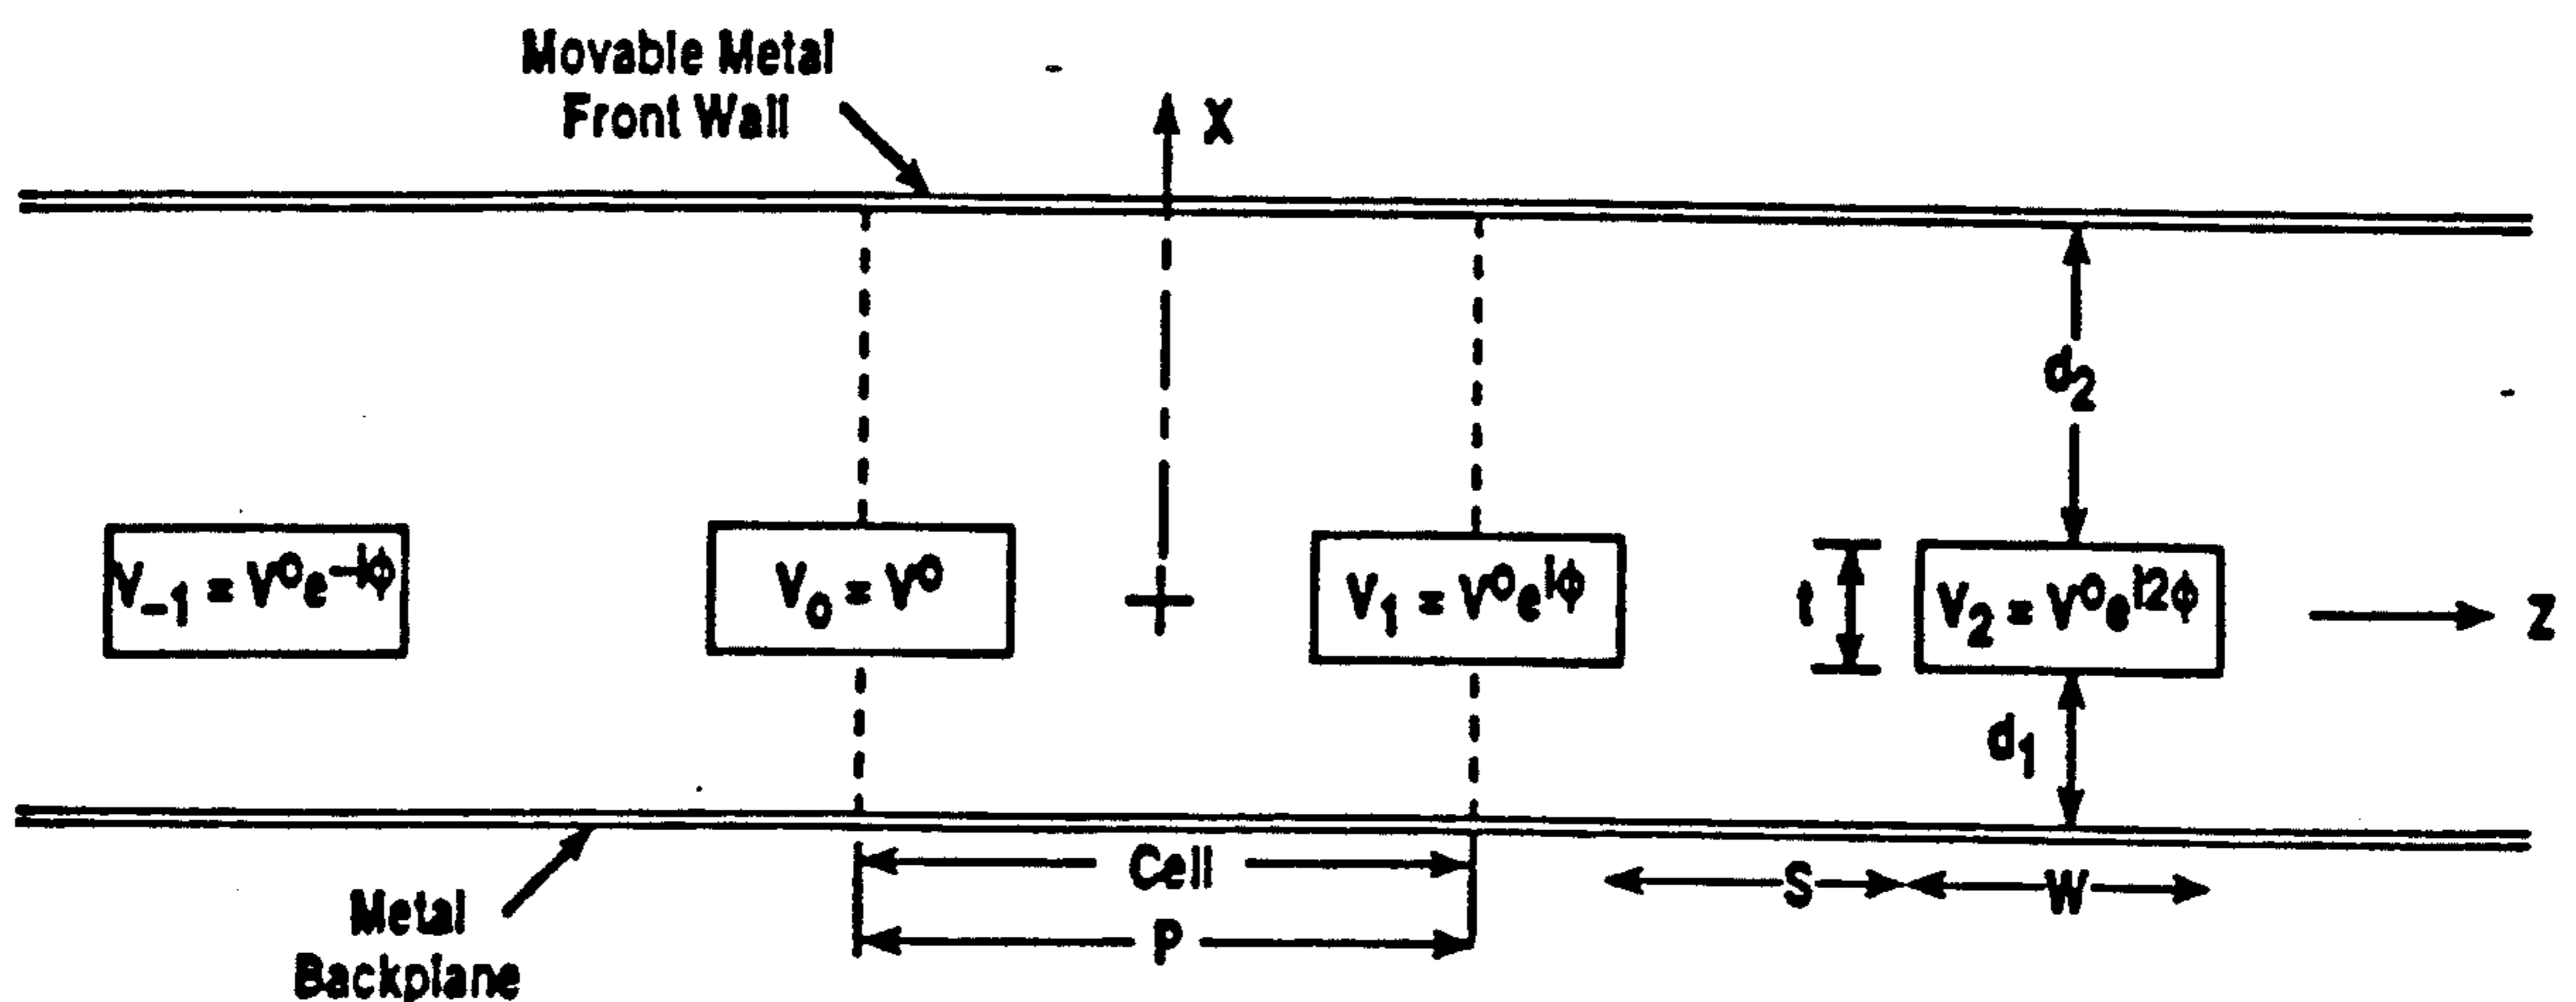 Movable Metal
Front Wall
X
d₂
V₋₁ = V⁰e⁻ⁱᶲ
V₀ = V⁰
V₁ = V⁰eⁱᶲ
t
V₂ = V⁰eⁱ²ᶲ
Z
d₁
Cell
S
W
P
Metal
Backplane